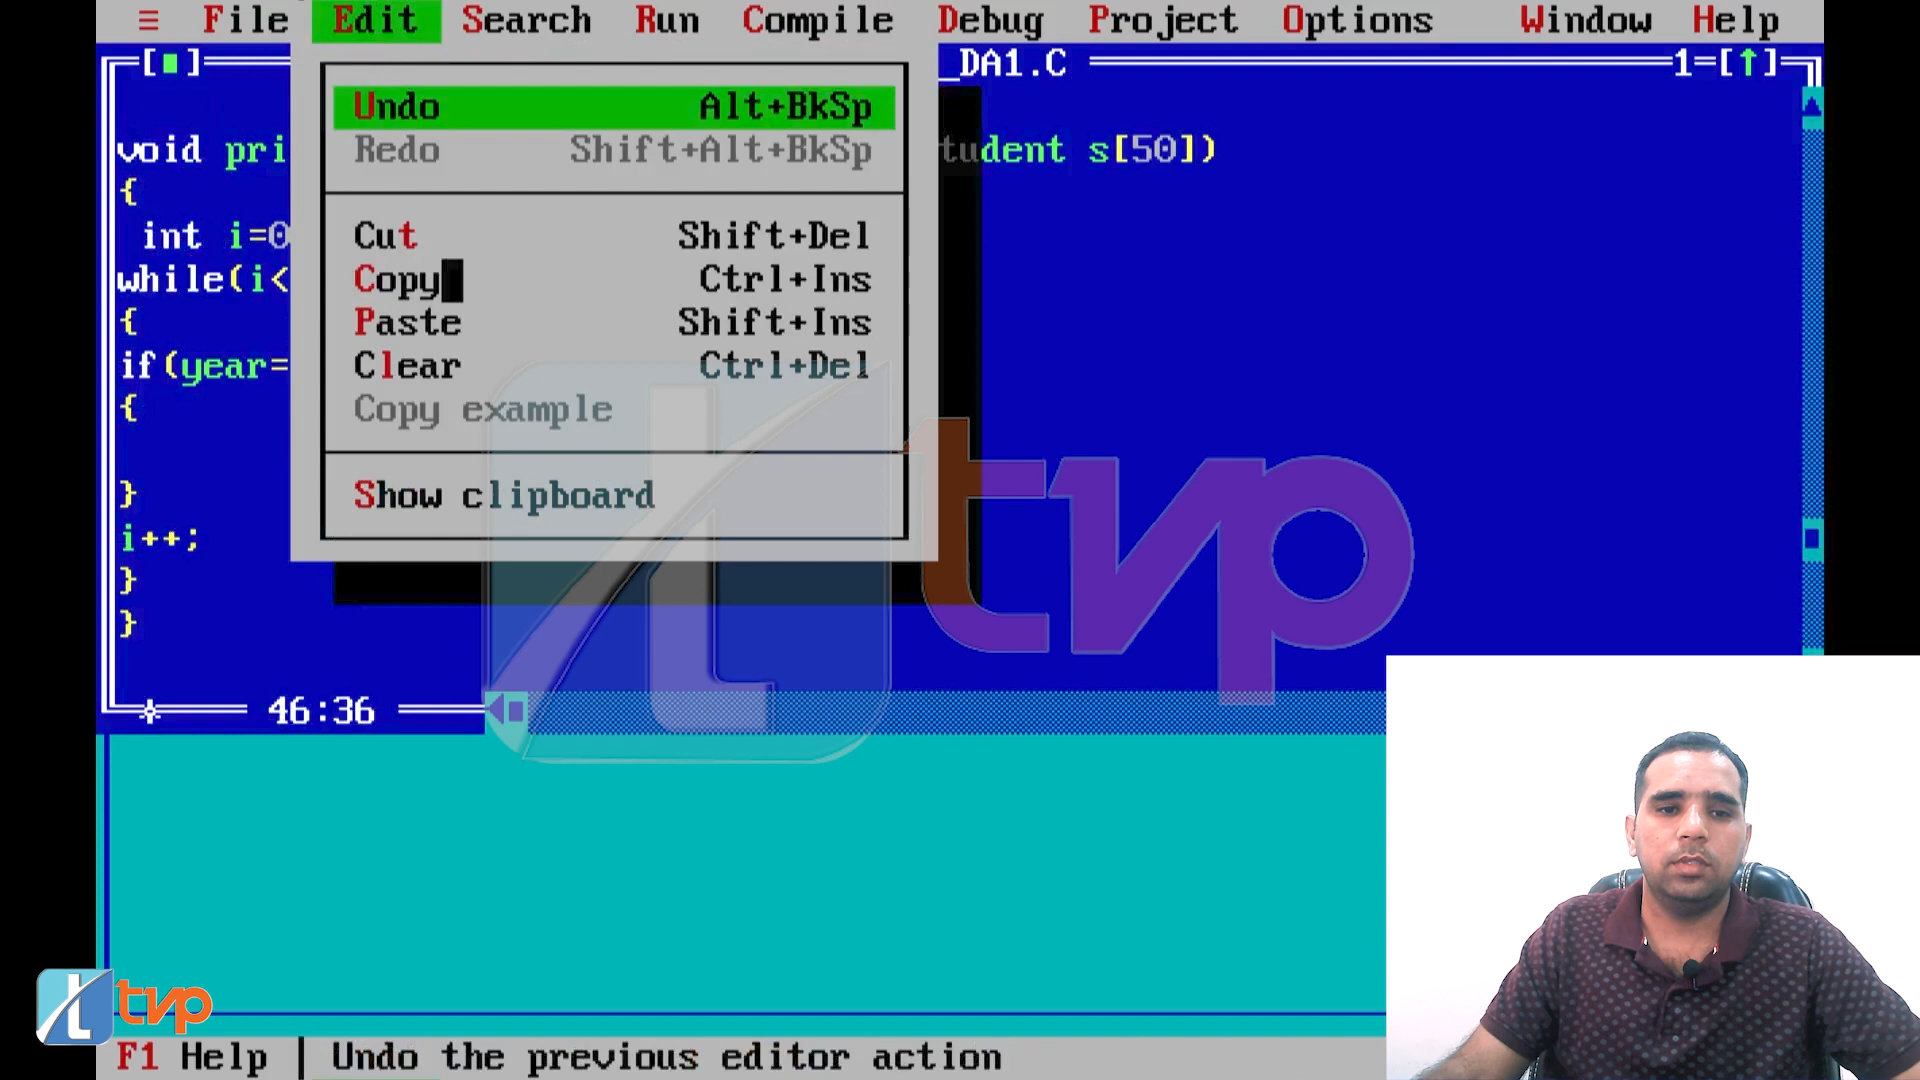 ≡ File Edit Search Run Compile Debug Project Options Window Help
[■] _DA1.C 1=[↑]
Undo Alt+BkSp
Redo Shift+Alt+BkSp
Cut Shift+Del
Copy Ctrl+Ins
Paste Shift+Ins
Clear Ctrl+Del
Copy example
Show clipboard
void pri tudent s[50])
{
int i=0
while(i<
{
if(year=
{
}
i++;
}
}
46:36
tvp
tvp
F1 Help | Undo the previous editor action